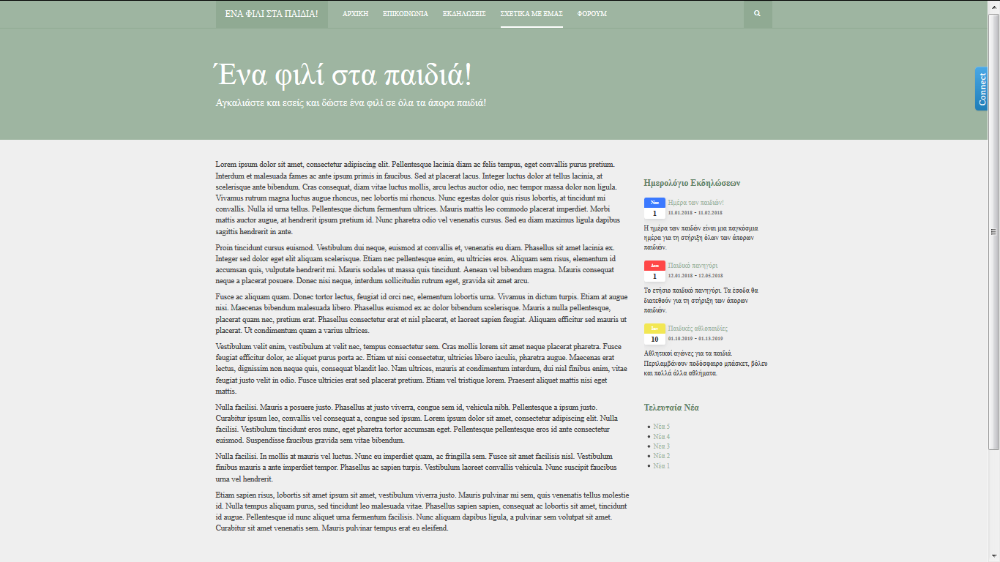 ΕΝΑ ΦΙΛΙ ΣΤΑ ΠΑΙΔΙΑ!
ΑΡΧΙΚΗ ΕΠΙΚΟΙΝΩΝΙΑ ΕΚΔΗΛΩΣΕΙΣ ΣΧΕΤΙΚΑ ΜΕ ΕΜΑΣ ΦΟΡΟΥΜ
Ένα φιλί στα παιδιά!
Αγκαλιάστε και εσείς και δώστε ένα φιλί σε όλα τα άπορα παιδιά!
Connect
Lorem ipsum dolor sit amet, consectetur adipiscing elit. Pellentesque lacinia diam ac felis tempus, eget convallis purus pretium.
Interdum et malesuada fames ac ante ipsum primis in faucibus. Sed at placerat lacus. Integer luctus dolor at tellus lacinia, at
scelerisque ante bibendum. Cras consequat, diam vitae luctus mollis, arcu lectus auctor odio, nec tempor massa dolor non ligula.
Vivamus rutrum magna luctus augue rhoncus, nec lobortis mi rhoncus. Nunc egestas dolor quis risus lobortis, at tincidunt mi
convallis. Nulla id urna tellus. Pellentesque dictum fermentum ultrices. Mauris mattis leo commodo placerat imperdiet. Morbi
mattis auctor augue, at hendrerit ipsum pretium id. Nunc pharetra odio vel venenatis cursus. Sed eu diam maximus ligula dapibus
sagittis hendrerit in ante.
Proin tincidunt cursus euismod. Vestibulum dui neque, euismod at convallis et, venenatis eu diam. Phasellus sit amet lacinia ex.
Integer sed dolor eget elit aliquam scelerisque. Etiam nec pellentesque enim, eu ultricies eros. Aliquam sem risus, elementum id
accumsan quis, vulputate hendrerit mi. Mauris sodales ut massa quis tincidunt. Aenean vel bibendum magna. Mauris consequat
neque a placerat posuere. Donec nisi neque, interdum sollicitudin rutrum eget, gravida sit amet arcu.
Fusce ac aliquam quam. Donec tortor lectus, feugiat id orci nec, elementum lobortis urna. Vivamus in dictum turpis. Etiam at augue
nisi. Maecenas bibendum malesuada libero. Phasellus euismod ex ac dolor bibendum scelerisque. Mauris a nulla pellentesque,
placerat quam nec, pretium erat. Phasellus consectetur erat et nisl placerat, et laoreet sapien feugiat. Aliquam efficitur sed mauris ut
placerat. Ut condimentum quam a varius ultrices.
Vestibulum velit enim, vestibulum at velit nec, tempus consectetur sem. Cras mollis lorem sit amet neque placerat pharetra. Fusce
feugiat efficitur dolor, ac aliquet purus porta ac. Etiam ut nisi consectetur, ultricies libero iaculis, pharetra augue. Maecenas erat
lectus, dignissim non neque quis, consequat blandit leo. Nam ultrices, mauris at condimentum interdum, dui nisl finibus enim, vitae
feugiat justo velit in odio. Fusce ultricies erat sed placerat pretium. Etiam vel tristique lorem. Praesent aliquet mattis nisi eget
mattis.
Nulla facilisi. Mauris a posuere justo. Phasellus at justo viverra, congue sem id, vehicula nibh. Pellentesque a ipsum justo.
Curabitur ipsum leo, convallis vel consequat a, congue sed ipsum. Lorem ipsum dolor sit amet, consectetur adipiscing elit. Nulla
facilisi. Vestibulum tincidunt eros nunc, eget pharetra tortor accumsan eget. Pellentesque pellentesque eros id ante consectetur
euismod. Suspendisse faucibus gravida sem vitae bibendum.
Nulla facilisi. In mollis at mauris vel luctus. Nunc eu imperdiet quam, ac fringilla sem. Fusce sit amet facilisis nisl. Vestibulum
finibus mauris a ante imperdiet tempor. Phasellus ac sapien turpis. Vestibulum laoreet convallis vehicula. Nunc suscipit faucibus
urna vel hendrerit.
Etiam sapien risus, lobortis sit amet ipsum sit amet, vestibulum viverra justo. Mauris pulvinar mi sem, quis venenatis tellus molestie
id. Nulla tempus aliquam purus, sed tincidunt leo malesuada vitae. Phasellus sapien sapien, consequat ac lobortis sit amet, tincidunt
id augue. Pellentesque id nunc aliquet urna fermentum facilisis. Nunc aliquam dapibus ligula, a pulvinar sem volutpat sit amet.
Curabitur sit amet venenatis sem. Mauris pulvinar tempus erat eu eleifend.
Ημερολόγιο Εκδηλώσεων
Νοε Ημέρα των παιδιών!
1 11.01.2018 - 11.02.2018
Η ημέρα των παιδών είναι μια παγκόσμια
ημέρα για τη στήριξη όλων των άπορων
παιδιών.
Δεκ Παιδικό πανηγύρι
1 12.01.2018 - 12.05.2018
Το ετήσιο παιδικό πανηγύρι. Τα έσοδα θα
διατεθούν για τη στήριξη των άπορων
παιδιών.
Παιδικές αθλοπαιδίες
10 01.10.2019 - 01.13.2019
Αθλητικοί αγώνες για τα παιδιά.
Περιλαμβάνουν ποδόσφαιρο μπάσκετ, βόλευ
και πολλά άλλα αθλήματα.
Τελευταία Νέα
Νέα 5
Νέα 4
Νέα 3
Νέα 2
Νέα 1